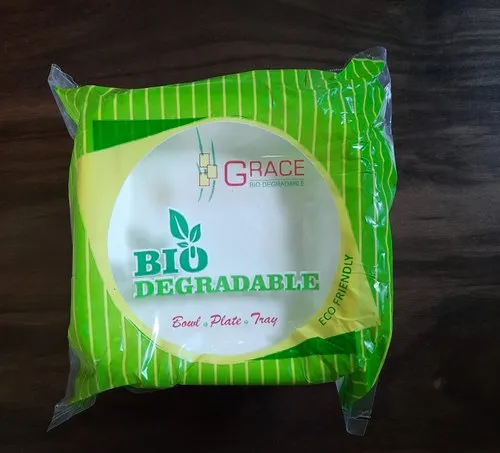 GRACE
BIO DEGRADABLE
BIO
DEGRADABLE
Bowl • Plate • Tray
ECO FRIENDLY